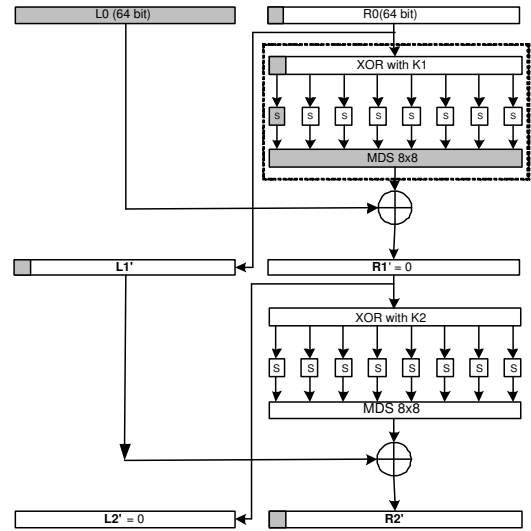 L0 (64 bit) R0(64 bit)
XOR with K1
S S S S S S S S
MDS 8x8
L1' R1' = 0
XOR with K2
S S S S S S S S
MDS 8x8
L2' = 0 R2'